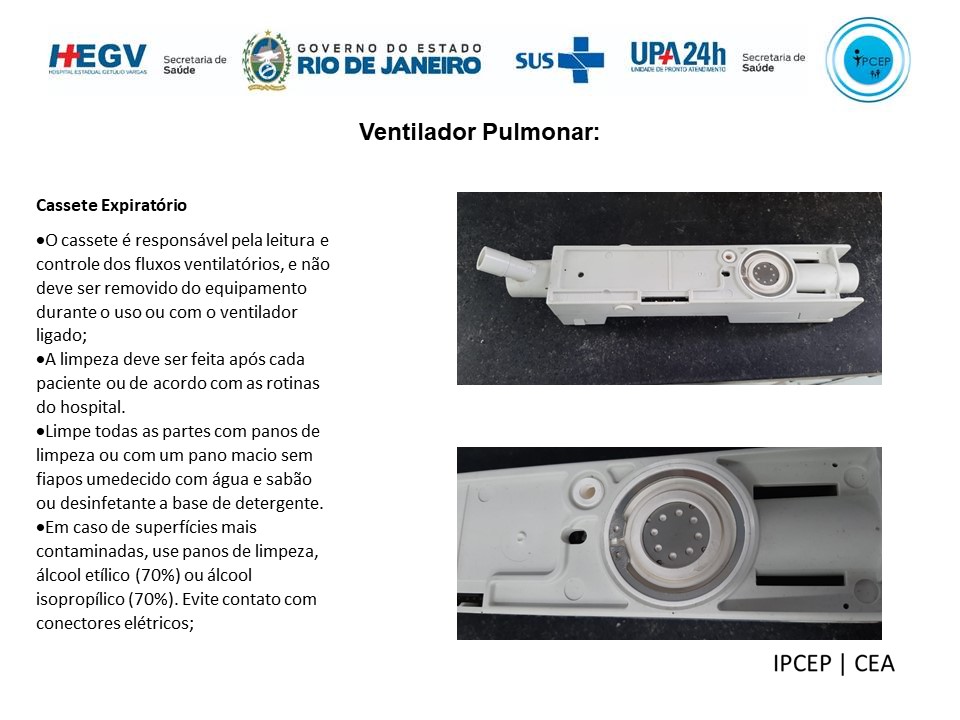 HEGV
HOSPITAL ESTADUAL GETÚLIO VARGAS
Secretaria de
Saúde
GOVERNO DO ESTADO
RIO DE JANEIRO
SUS
UPA24h
UNIDADE DE PRONTO ATENDIMENTO
Secretaria de
Saúde
IPCEP
Ventilador Pulmonar:
Cassete Expiratório
•O cassete é responsável pela leitura e
controle dos fluxos ventilatórios, e não
deve ser removido do equipamento
durante o uso ou com o ventilador
ligado;
•A limpeza deve ser feita após cada
paciente ou de acordo com as rotinas
do hospital.
•Limpe todas as partes com panos de
limpeza ou com um pano macio sem
fiapos umedecido com água e sabão
ou desinfetante a base de detergente.
•Em caso de superfícies mais
contaminadas, use panos de limpeza,
álcool etílico (70%) ou álcool
isopropílico (70%). Evite contato com
conectores elétricos;
IPCEP | CEA